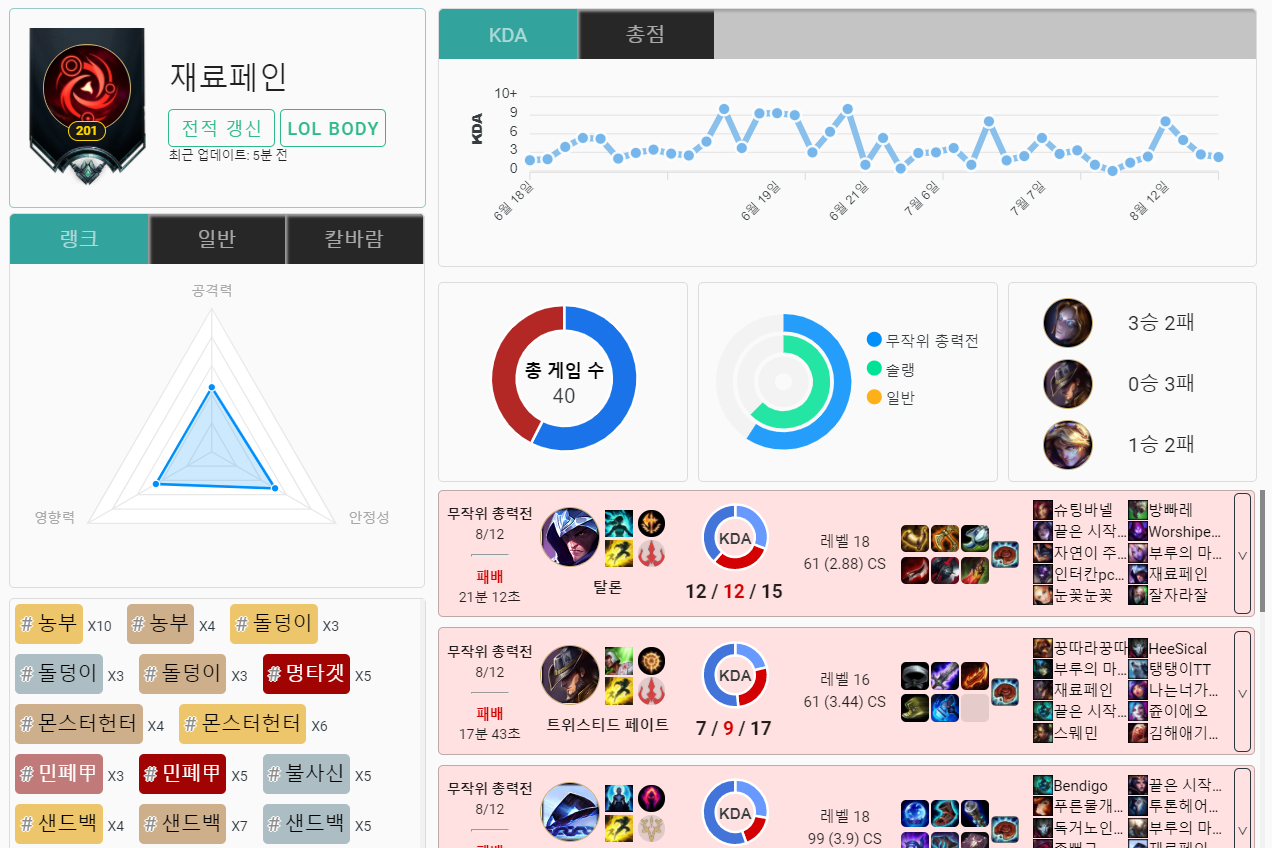 재료페인
201
전적 갱신
LOL BODY
최근 업데이트: 5분 전
랭크
일반
칼바람
공격력
영향력
안정성
# 농부 X10
# 농부 X4
# 돌덩이 X3
# 돌덩이 X3
# 돌덩이 X3
# 명타겟 X5
# 몬스터헌터 X4
# 몬스터헌터 X6
# 민폐甲 X3
# 민폐甲 X5
# 불사신 X5
# 샌드백 X4
# 샌드백 X7
# 샌드백 X5
KDA
총점
KDA
10+
9
6
3
0
6월 18일
6월 19일
6월 21일
7월 6일
7월 7일
8월 12일
총 게임 수
40
무작위 총력전
솔랭
일반
3승 2패
0승 3패
1승 2패
무작위 총력전
8/12
패배
21분 12초
탈론
KDA
12 / 12 / 15
레벨 18
61 (2.88) CS
슈팅바넬
끝은 시작...
자연이 주...
인터칸pc...
눈꽃눈꽃
방빠레
Worshipe...
부루의 마...
재료페인
잘자라잘
무작위 총력전
8/12
패배
17분 43초
트위스티드 페이트
KDA
7 / 9 / 17
레벨 16
61 (3.44) CS
꿍따라꿍따
부루의 마...
재료페인
끝은 시작...
스웨민
HeeSical
탱탱이TT
나는너가...
쥰이에오
김해애기...
무작위 총력전
8/12
KDA
레벨 18
99 (3.9) CS
Bendigo
푸른물개...
독거노인...
끝은 시작...
투톤헤어...
부루의 마...
재료페인